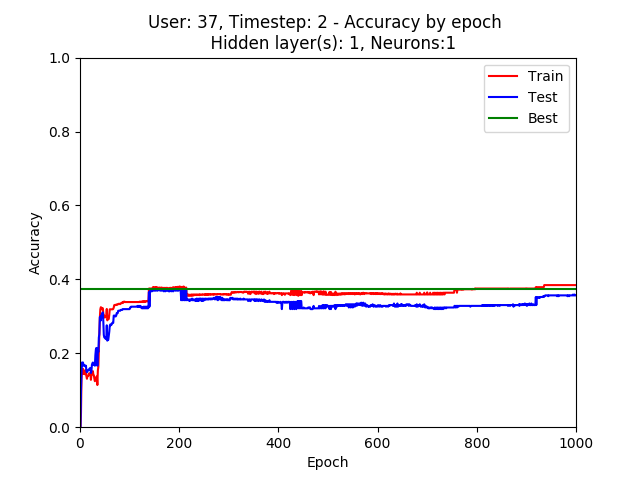 User: 37, Timestep: 2 - Accuracy by epoch
Hidden layer(s): 1, Neurons:1
1.0
Train
Test
Best
0.8
0.6
Accuracy
0.4
0.2
0.0
0 200 400 600 800 1000
Epoch